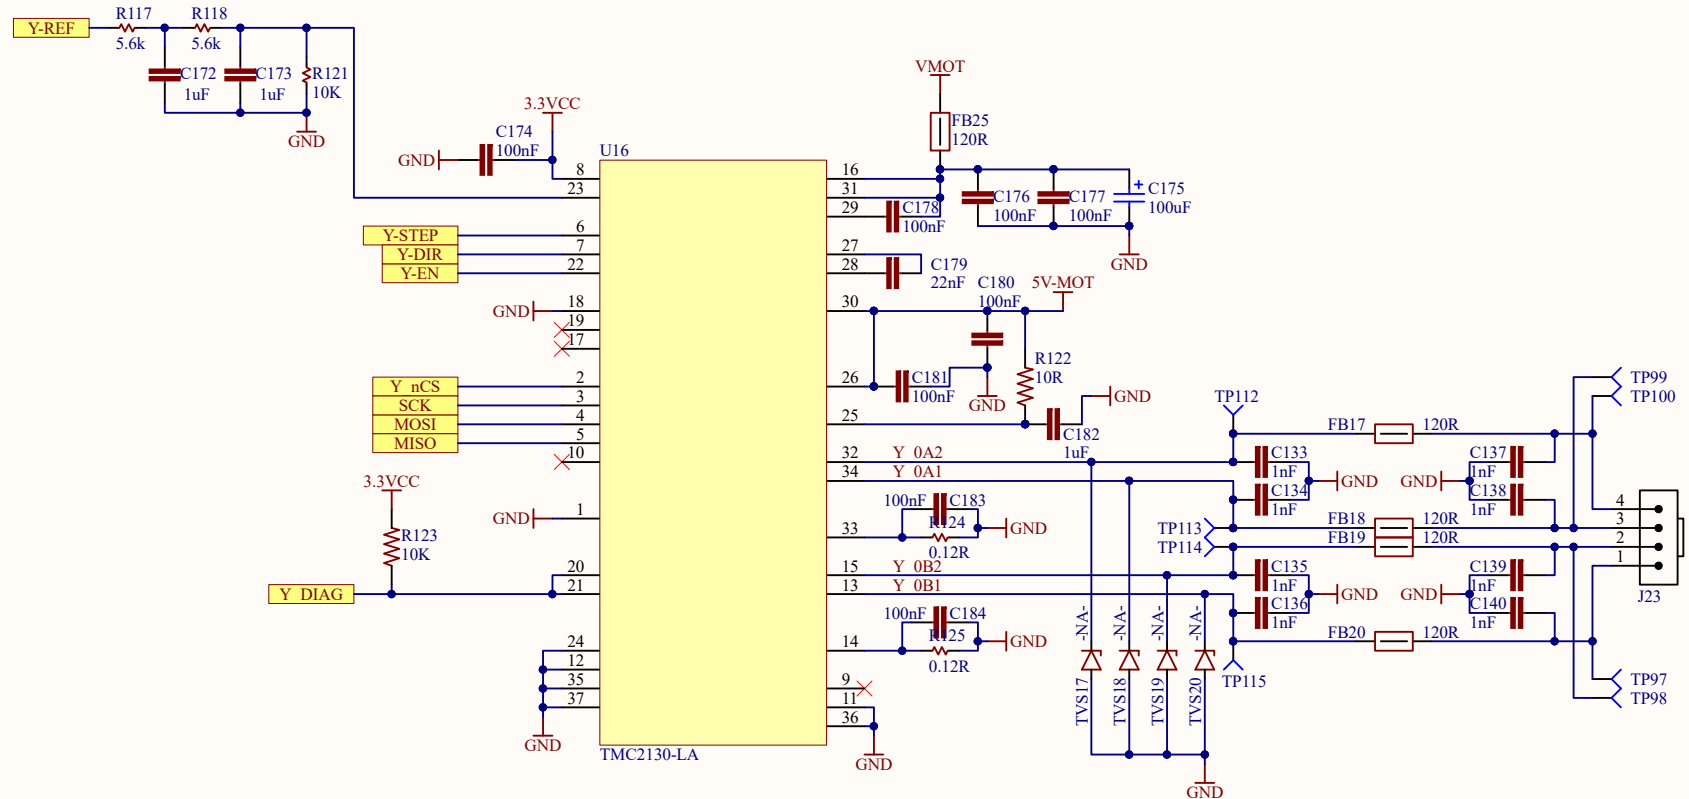 Y-REF
R117
5.6k
R118
5.6k
C172
1uF
C173
1uF
R121
10K
GND
3.3VCC
C174
100nF
GND
U16
8
23
Y-STEP
6
Y-DIR
7
Y-EN
22
GND
18
19
17
Y_nCS
2
SCK
3
MOSI
4
MISO
5
10
3.3VCC
R123
10K
GND
1
Y_DIAG
20
21
24
12
35
37
GND
TMC2130-LA
VMOT
FB25
120R
16
31
29
C178
100nF
C176
100nF
C177
100nF
+
C175
100uF
GND
27
28
C179
22nF
C180
100nF
5V-MOT
30
26
C181
100nF
GND
R122
10R
25
C182
1uF
GND
32
Y_0A2
34
Y_0A1
33
100nF
C183
R124
0.12R
GND
15
Y_0B2
13
Y_0B1
14
100nF
C184
R125
0.12R
GND
9
11
36
GND
-NA-
-NA-
-NA-
-NA-
TVS17
TVS18
TVS19
TVS20
GND
TP112
TP113
TP114
TP115
C133
1nF
C134
1nF
GND
C135
1nF
C136
1nF
GND
FB17
120R
FB18
120R
FB19
120R
FB20
120R
C137
1nF
C138
1nF
GND
C139
1nF
C140
1nF
GND
TP99
TP100
4
3
2
1
J23
TP97
TP98